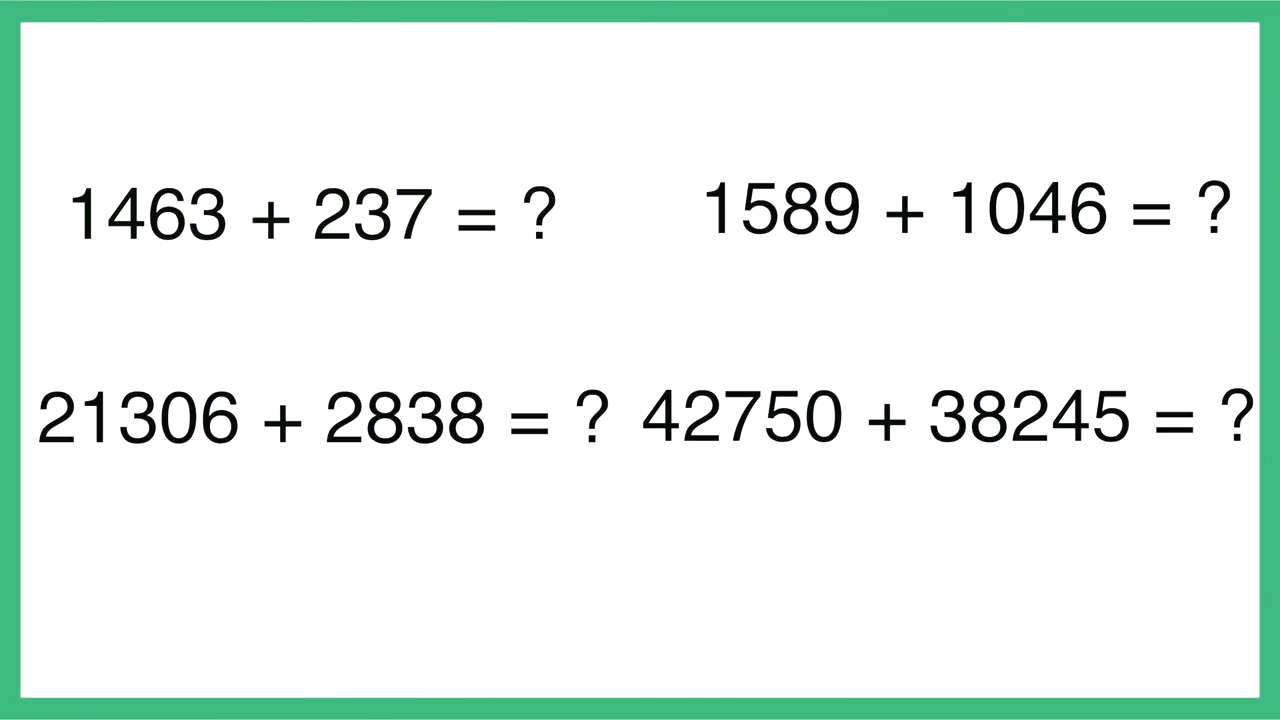 1463 + 237 = ?
1589 + 1046 = ?
21306 + 2838 = ?
42750 + 38245 = ?